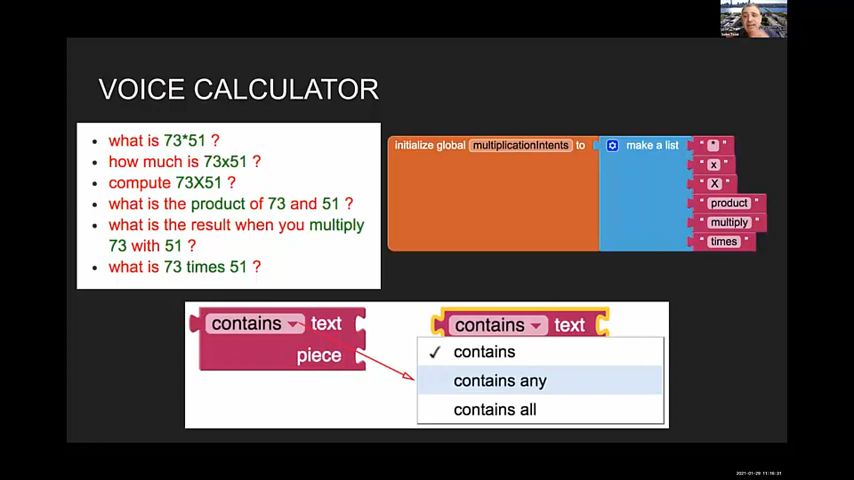 VOICE CALCULATOR
what is 73*51 ?
how much is 73x51 ?
compute 73X51 ?
what is the product of 73 and 51 ?
what is the result when you multiply
73 with 51 ?
what is 73 times 51 ?
initialize global multiplicationIntents to make a list " * "
" x "
" X "
" product "
" multiply "
" times "
contains text
piece
contains text
✓ contains
contains any
contains all
2021-01-29 11:16:31